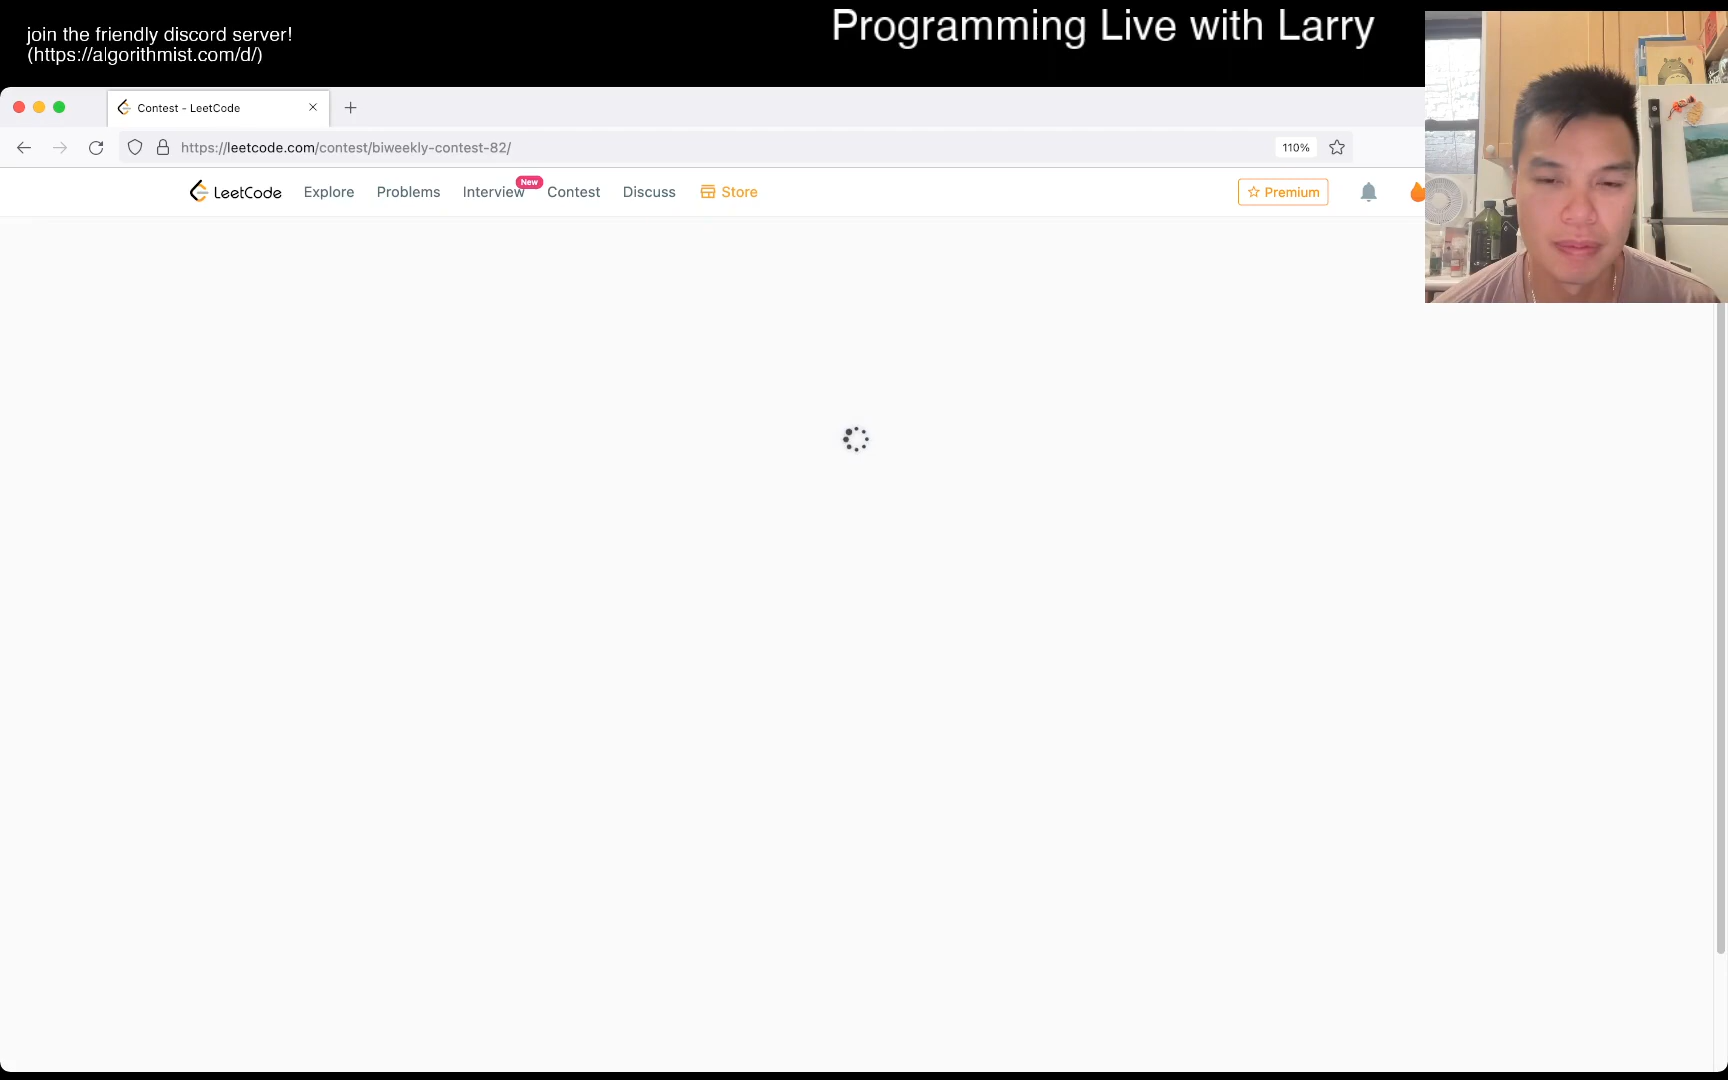 join the friendly discord server!
(https://algorithmist.com/d/)
Programming Live with Larry
Contest - LeetCode
https://leetcode.com/contest/biweekly-contest-82/
110%
LeetCode
Explore
Problems
Interview
New
Contest
Discuss
Store
Premium